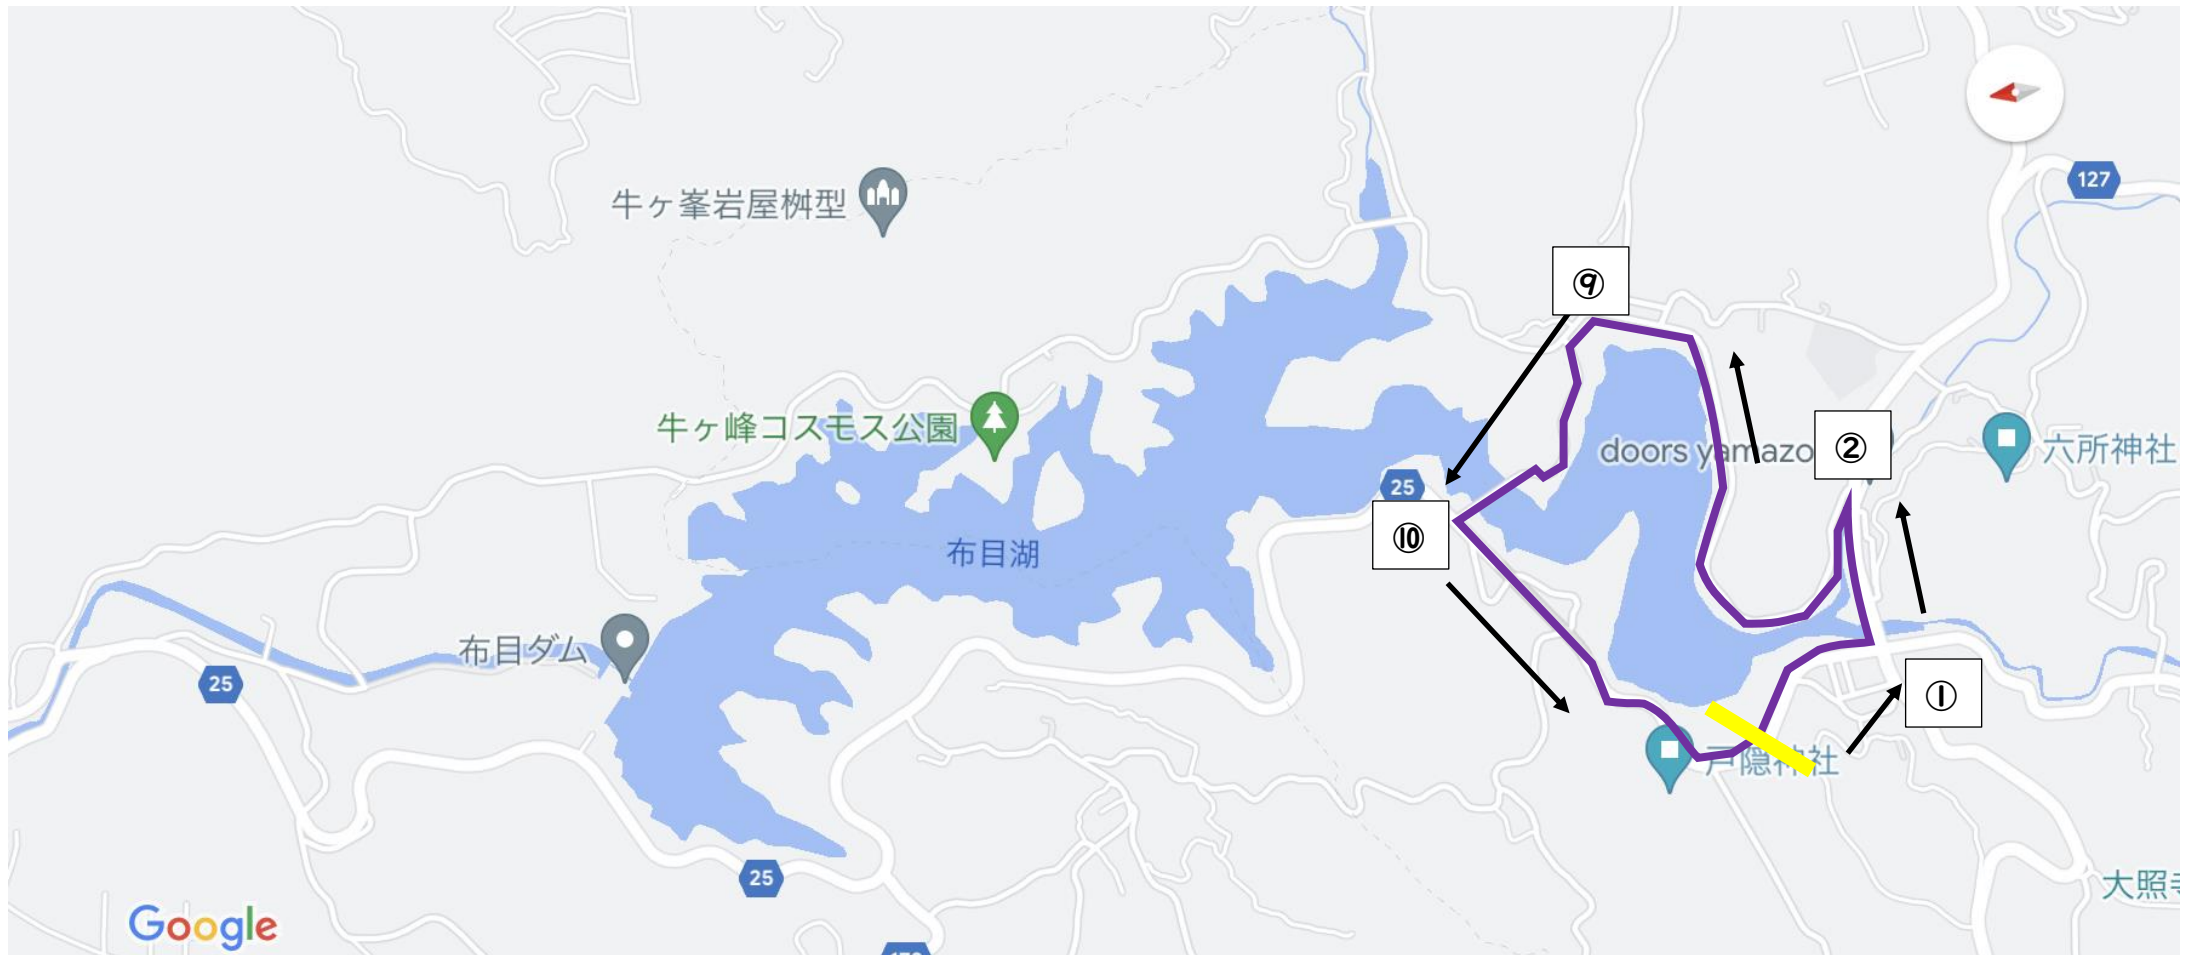 127
牛ヶ峯岩屋桝型
⑨
牛ヶ峰コスモス公園
doors yamazo
②
六所神社
25
⑩
布目湖
布目ダム
25
①
戸隠神社
25
大照寺
Google